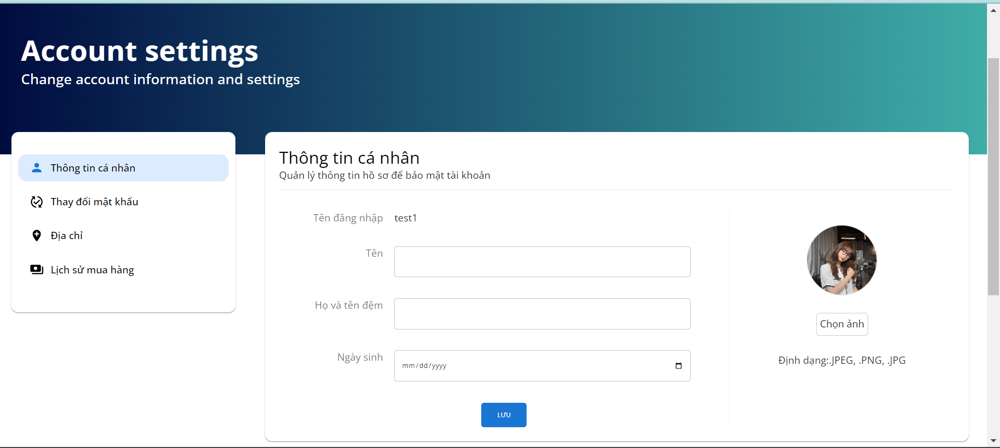 Account settings
Change account information and settings
Thông tin cá nhân
Thay đổi mật khẩu
Địa chỉ
Lịch sử mua hàng
Thông tin cá nhân
Quản lý thông tin hồ sơ để bảo mật tài khoản
Tên đăng nhập test1
Tên
Họ và tên đệm
Ngày sinh mm/dd/yyyy
LƯU
Chọn ảnh
Định dạng:.JPEG, .PNG, .JPG